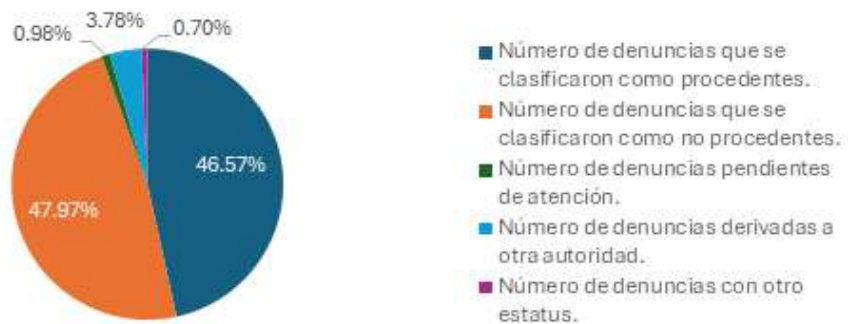 3.78%
0.98%
0.70%
46.57%
47.97%
Número de denuncias que se
clasificaron como procedentes.
Número de denuncias que se
clasificaron como no procedentes.
Número de denuncias pendientes
de atención.
Número de denuncias derivadas a
otra autoridad.
Número de denuncias con otro
estatus.